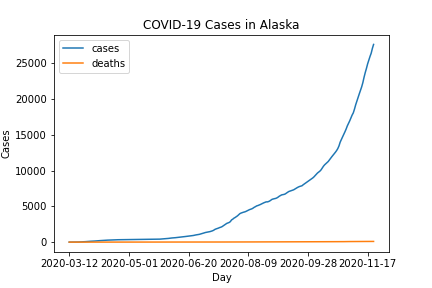 COVID-19 Cases in Alaska
cases
deaths
25000
20000
15000
10000
5000
0
Cases
2020-03-12 2020-05-01 2020-06-20 2020-08-09 2020-09-28 2020-11-17
Day